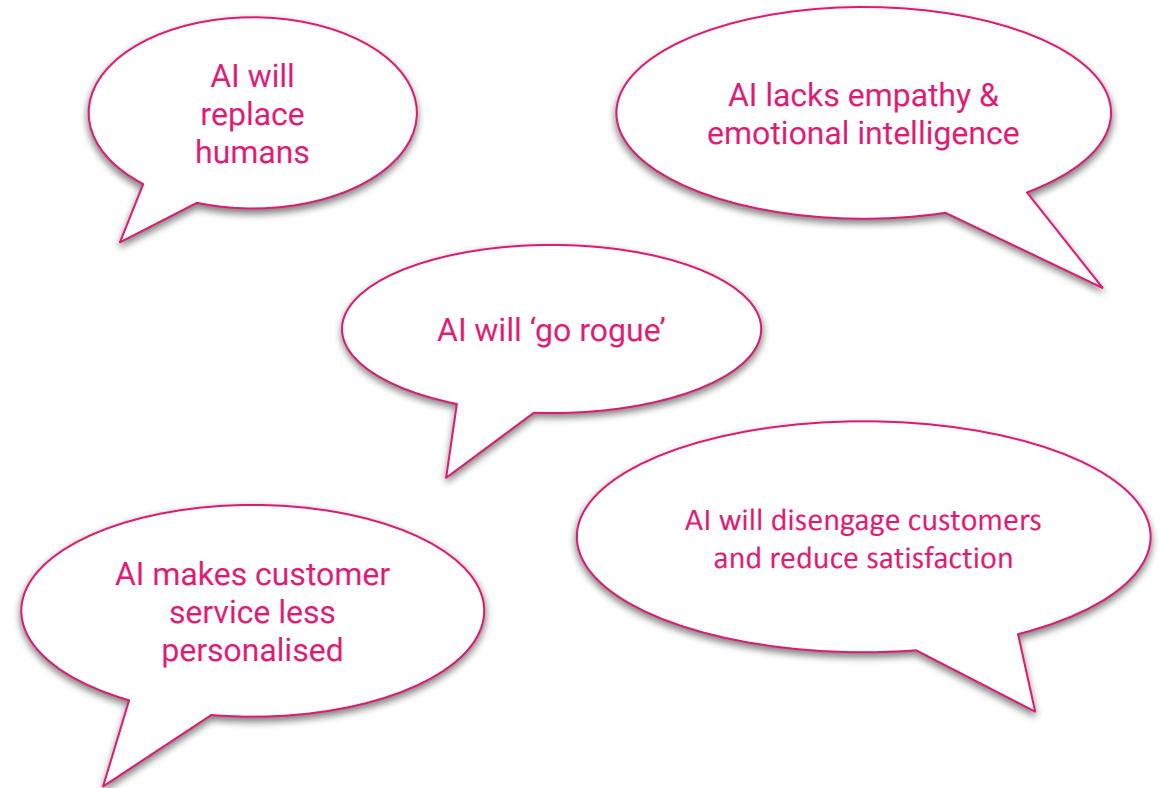 AI will
replace
humans
AI lacks empathy &
emotional intelligence
AI will ‘go rogue’
AI makes customer
service less
personalised
AI will disengage customers
and reduce satisfaction